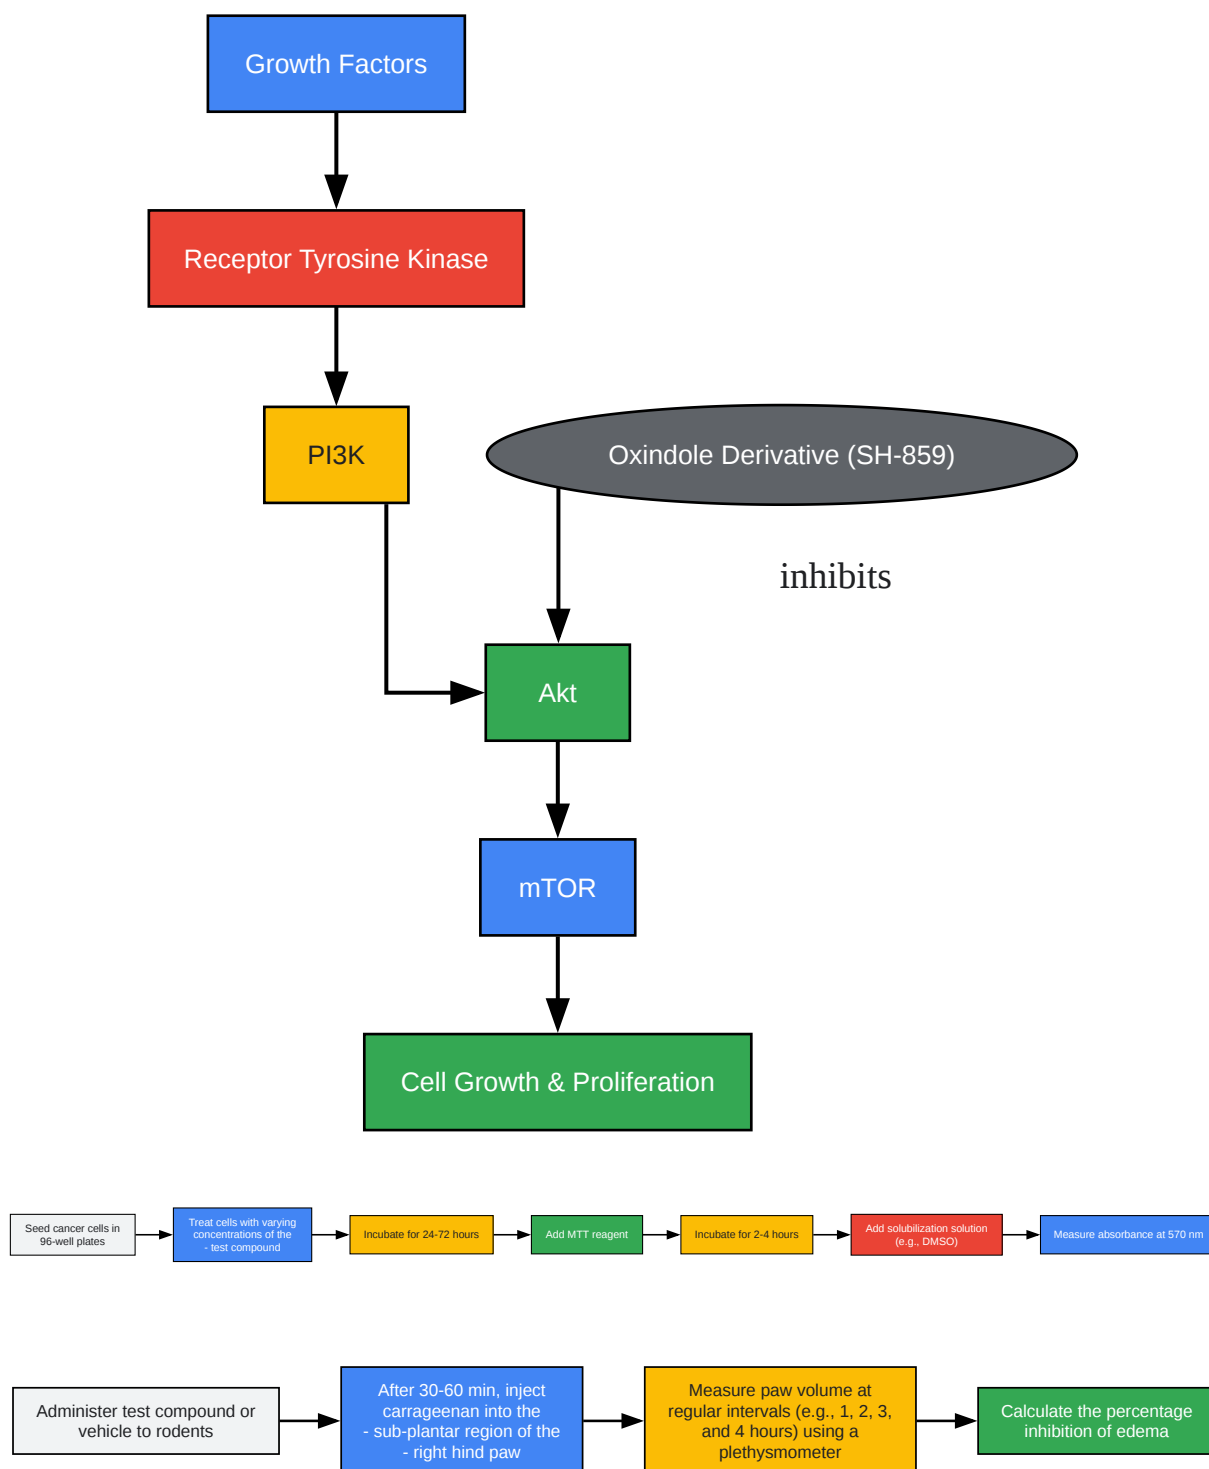 Growth Factors
Receptor Tyrosine Kinase
PI3K
Oxindole Derivative (SH-859)
inhibits
Akt
mTOR
Cell Growth & Proliferation
Seed cancer cells in
96-well plates
Treat cells with varying
concentrations of the
- test compound
Incubate for 24-72 hours
Add MTT reagent
Incubate for 2-4 hours
Add solubilization solution
(e.g., DMSO)
Measure absorbance at 570 nm
Administer test compound or
vehicle to rodents
After 30-60 min, inject
carrageenan into the
- sub-plantar region of the
- right hind paw
Measure paw volume at
regular intervals (e.g., 1, 2, 3,
and 4 hours) using a
plethysmometer
Calculate the percentage
inhibition of edema